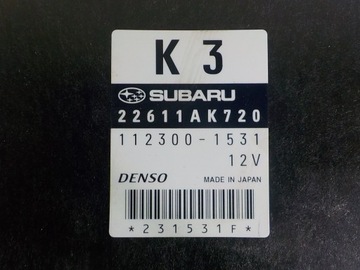 K 3
SUBARU
22611AK720
112300-1531
12V
DENSO MADE IN JAPAN
*231531F*